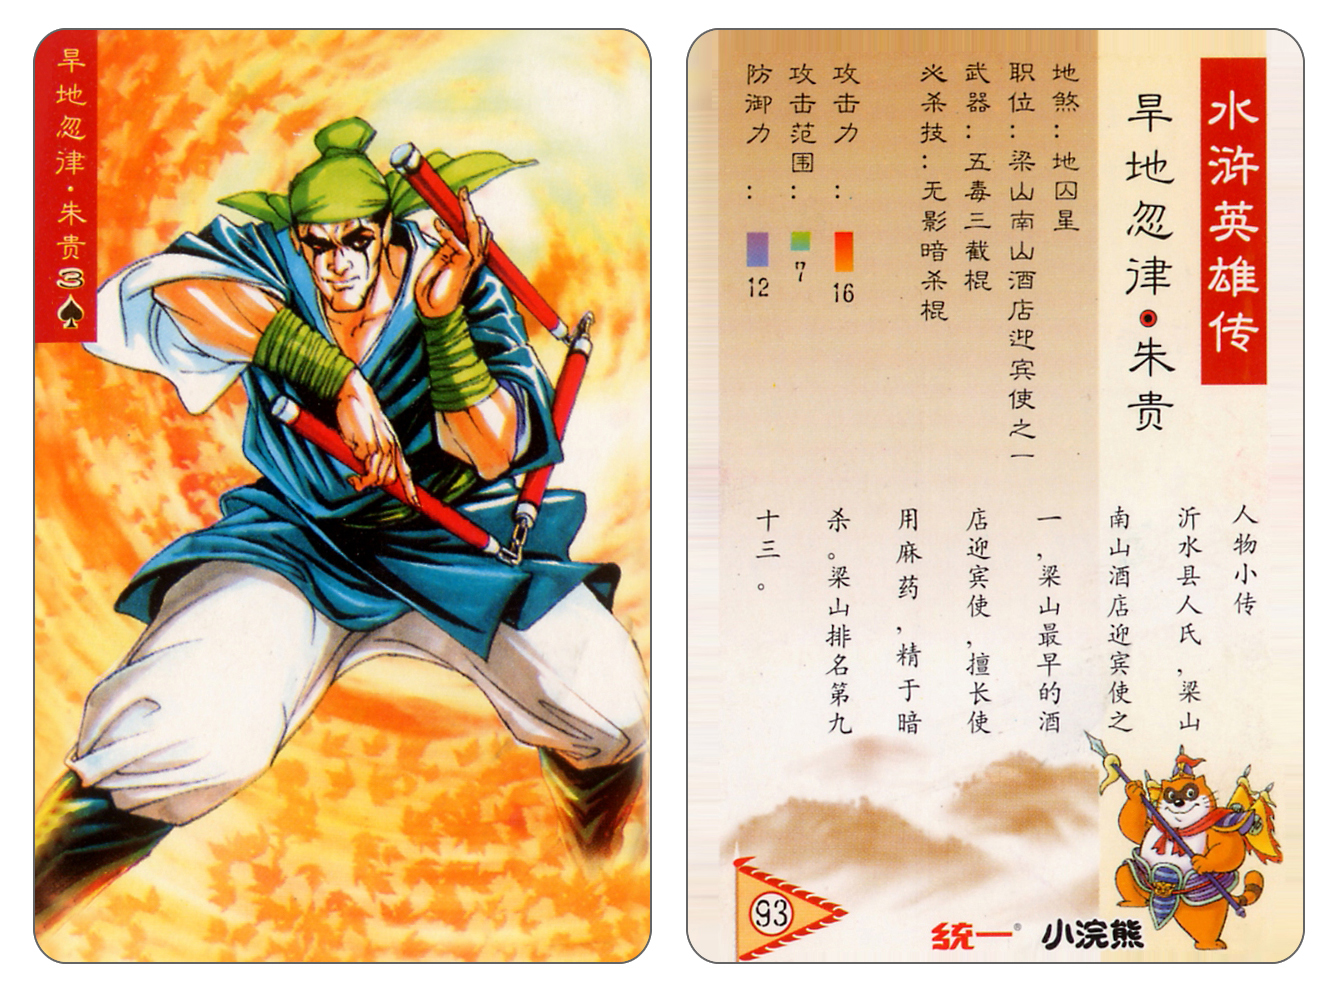 旱地忽律·朱贵
3
水浒英雄传
旱地忽律·朱贵
地煞：地囚星
职位：梁山南山酒店迎宾使之一
武器：五毒三截棍
必杀技：无影暗杀棍
攻击力：16
攻击范围：7
防御力：12
人物小传
沂水县人氏，梁山
南山酒店迎宾使之
一，梁山最早的酒
店迎宾使，擅长使
用麻药，精于暗
杀。梁山排名第九
十三。
93
统一® 小浣熊